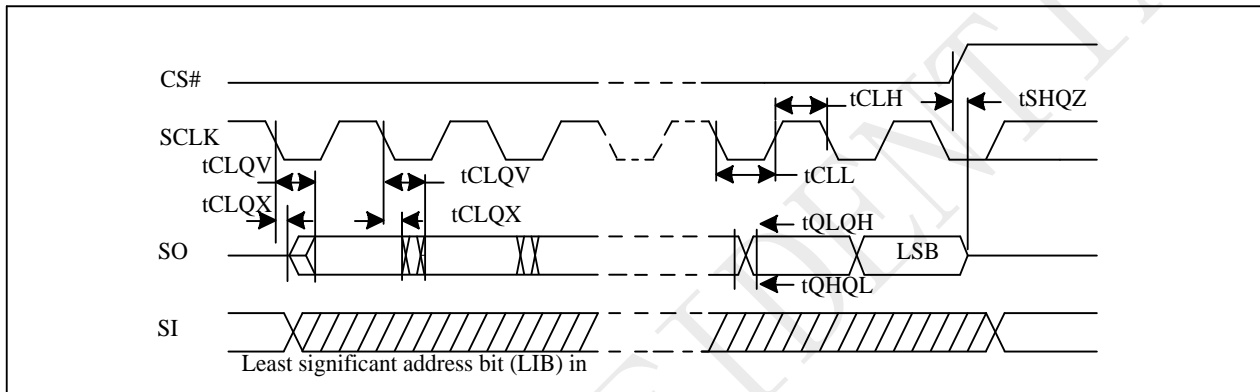 CS#
tCLH
tSHQZ
SCLK
tCLQV
tCLQV
tCLL
tCLQX
tCLQX
tQLQH
SO
LSB
tQHQL
SI
Least significant address bit (LIB) in